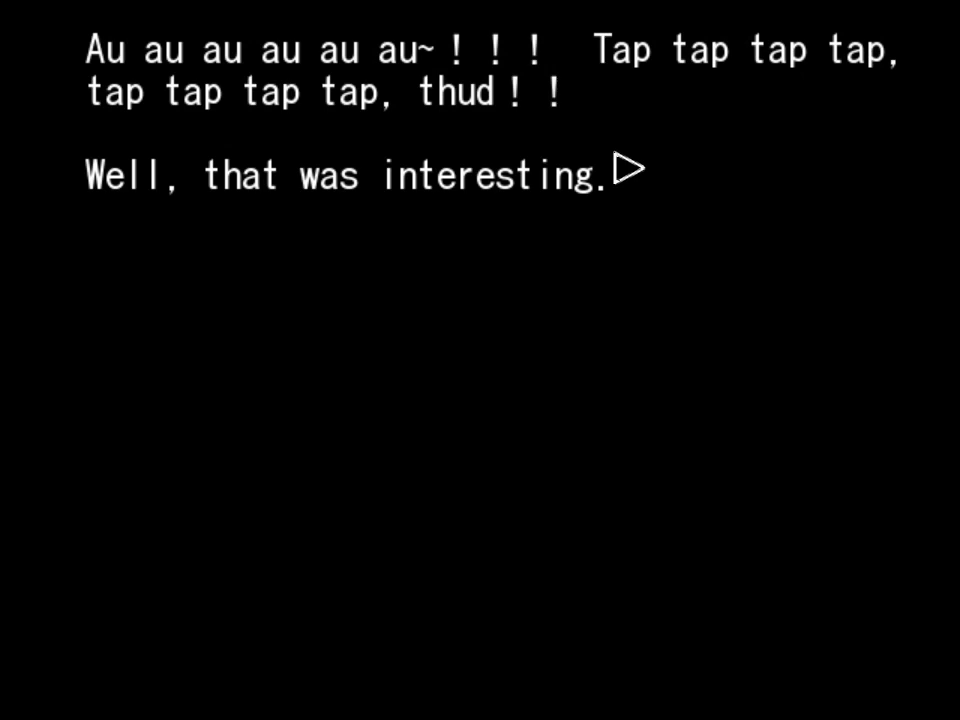 Au au au au au au~！！！　Tap tap tap tap,
tap tap tap tap, thud！！
Well, that was interesting.